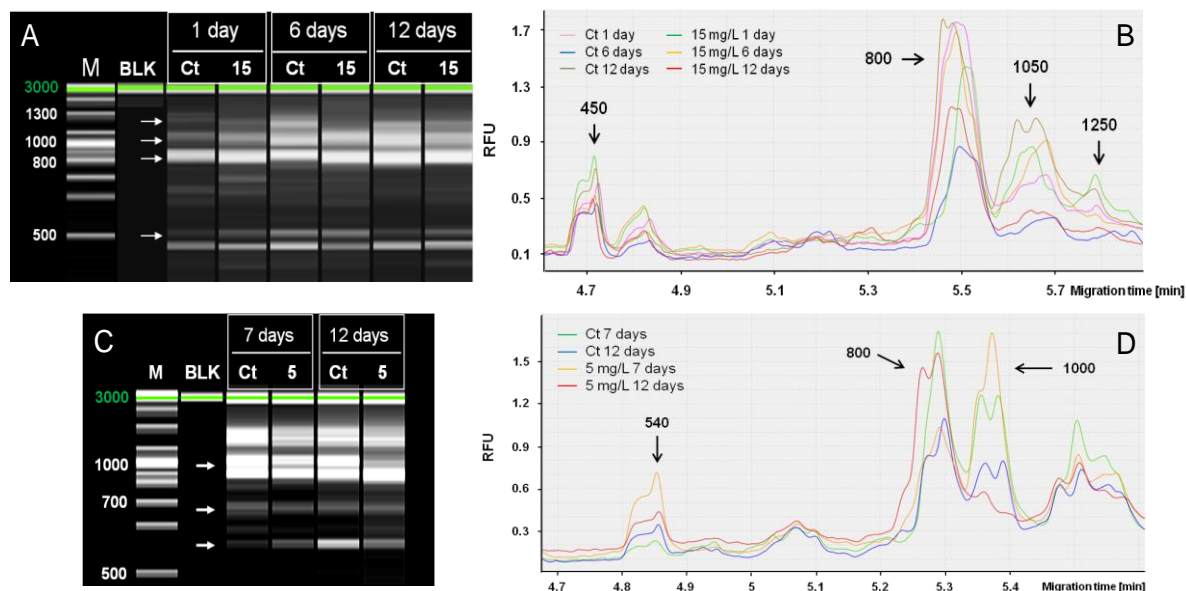 A
1 day 6 days 12 days
M BLK Ct 15 Ct 15 Ct 15
3000
1300
1000
800
500
B
Ct 1 day 15 mg/L 1 day
Ct 6 days 15 mg/L 6 days
Ct 12 days 15 mg/L 12 days
450
800
1050
1250
RFU
1.7
1.3
0.9
0.5
0.1
4.7 4.9 5.1 5.3 5.5 5.7 Migration time [min]
C
7 days 12 days
M BLK Ct 5 Ct 5
3000
1000
700
500
D
Ct 7 days
Ct 12 days
5 mg/L 7 days
5 mg/L 12 days
540
800
1000
RFU
1.5
1.2
0.9
0.6
0.3
4.7 4.8 4.9 5 5.1 5.2 5.3 5.4 Migration time [min]